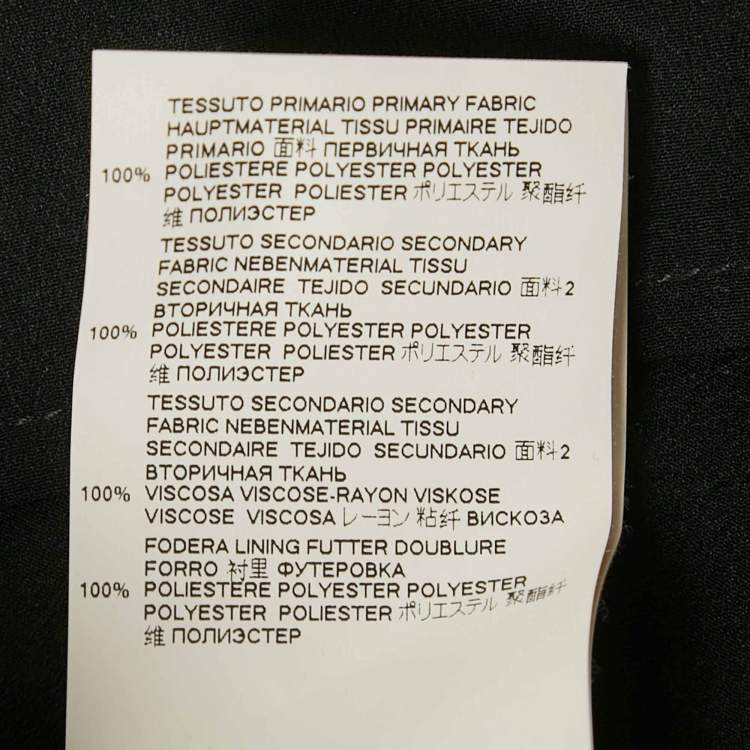 TESSUTO PRIMARIO PRIMARY FABRIC
HAUPTMATERIAL TISSU PRIMAIRE TEJIDO
PRIMARIO 面料 ПЕРВИЧНАЯ ТКАНЬ
100% POLIESTERE POLYESTER POLYESTER
POLYESTER POLIESTER ポリエステル 聚酯纤
维 ПОЛИЭСТЕР
TESSUTO SECONDARIO SECONDARY
FABRIC NEBENMATERIAL TISSU
SECONDAIRE TEJIDO SECUNDARIO 面料2
ВТОРИЧНАЯ ТКАНЬ
100% POLIESTERE POLYESTER POLYESTER
POLYESTER POLIESTER ポリエステル 聚酯纤
维 ПОЛИЭСТЕР
TESSUTO SECONDARIO SECONDARY
FABRIC NEBENMATERIAL TISSU
SECONDAIRE TEJIDO SECUNDARIO 面料2
ВТОРИЧНАЯ ТКАНЬ
100% VISCOSA VISCOSE-RAYON VISKOSE
VISCOSE VISCOSA レーヨン 粘纤 ВИСКОЗА
FODERA LINING FUTTER DOUBLURE
FORRO 衬里 ФУТЕРОВКА
100% POLIESTERE POLYESTER POLYESTER
POLYESTER POLIESTER ポリエステル 聚酯纤
维 ПОЛИЭСТЕР